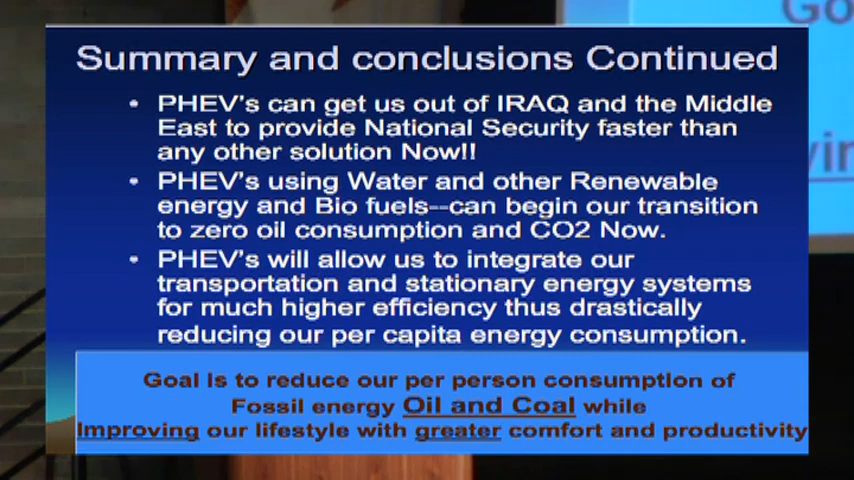 Go
Summary and conclusions Continued
• PHEV's can get us out of IRAQ and the Middle
East to provide National Security faster than
any other solution Now!!
• PHEV's using Water and other Renewable
energy and Bio fuels--can begin our transition
to zero oil consumption and CO2 Now.
• PHEV's will allow us to integrate our
transportation and stationary energy systems
for much higher efficiency thus drastically
reducing our per capita energy consumption.
Goal is to reduce our per person consumption of
Fossil energy Oil and Coal while
Improving our lifestyle with greater comfort and productivity